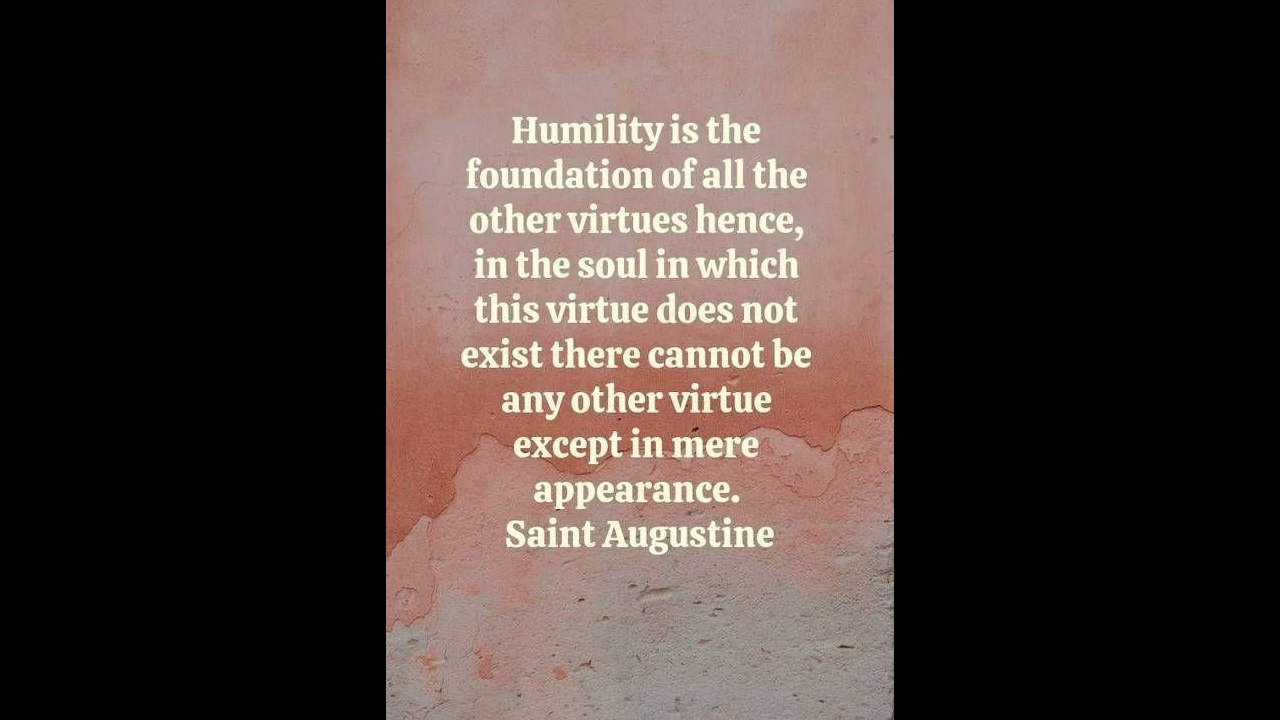 Humility is the
foundation of all the
other virtues hence,
in the soul in which
this virtue does not
exist there cannot be
any other virtue
except in mere
appearance.
Saint Augustine